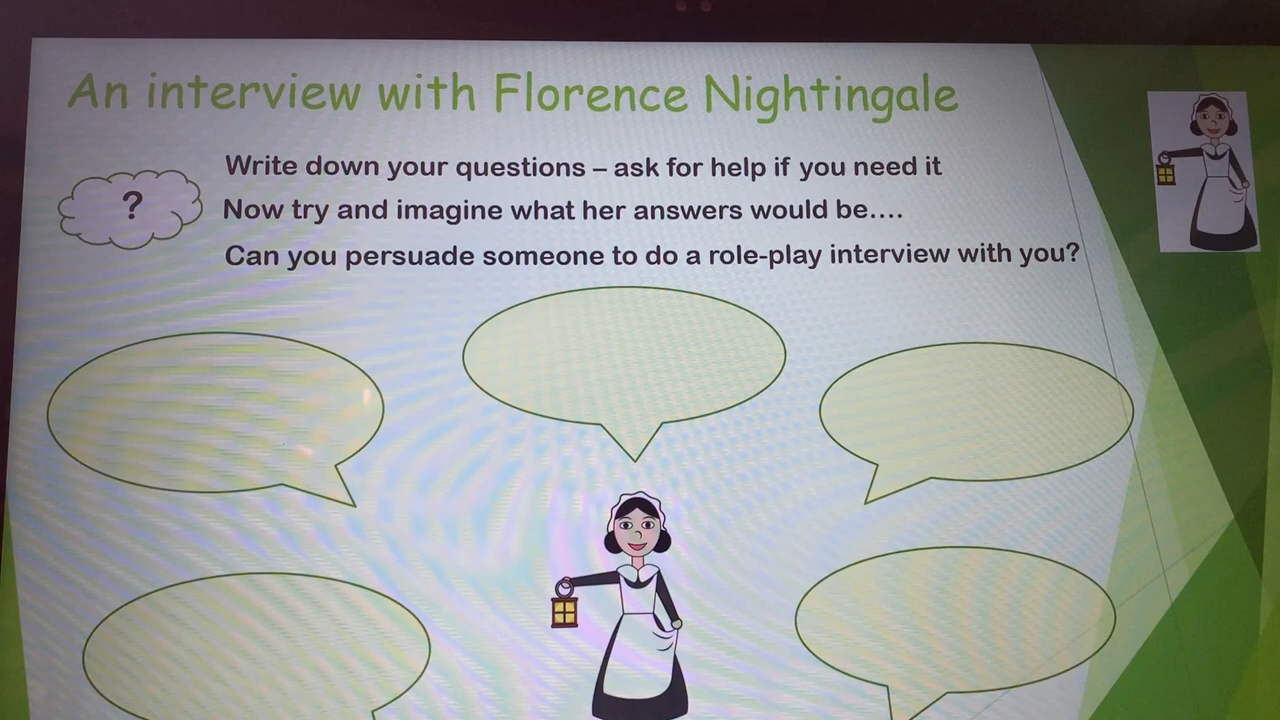 An interview with Florence Nightingale
Write down your questions – ask for help if you need it
?
Now try and imagine what her answers would be....
Can you persuade someone to do a role-play interview with you?